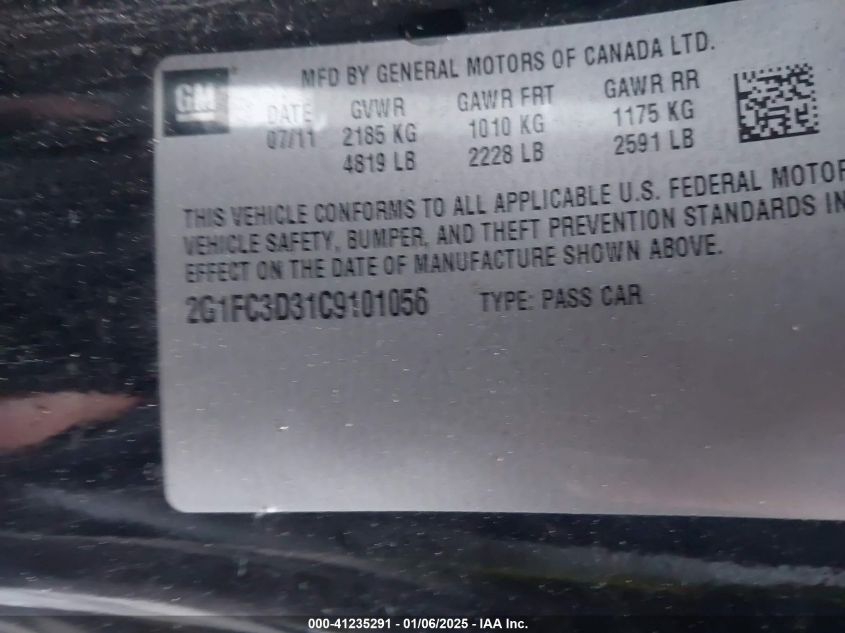 GM
MFD BY GENERAL MOTORS OF CANADA LTD.
DATE GVWR GAWR FRT GAWR RR
07/11 2185 KG 1010 KG 1175 KG
4819 LB 2228 LB 2591 LB
THIS VEHICLE CONFORMS TO ALL APPLICABLE U.S. FEDERAL MOTOR
VEHICLE SAFETY, BUMPER, AND THEFT PREVENTION STANDARDS IN
EFFECT ON THE DATE OF MANUFACTURE SHOWN ABOVE.
2G1FC3D31C9101056 TYPE: PASS CAR
000-41235291 - 01/06/2025 - IAA Inc.